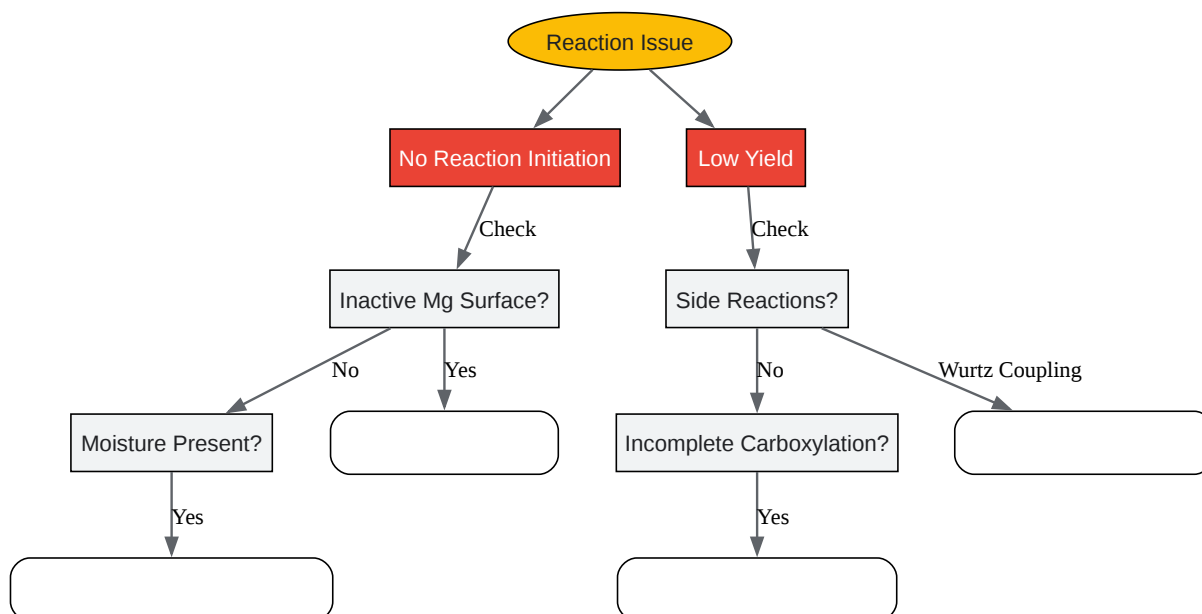 Reaction Issue
No Reaction Initiation
Low Yield
Check
Check
Inactive Mg Surface?
Side Reactions?
No
Yes
No
Wurtz Coupling
Moisture Present?
Incomplete Carboxylation?
Yes
Yes